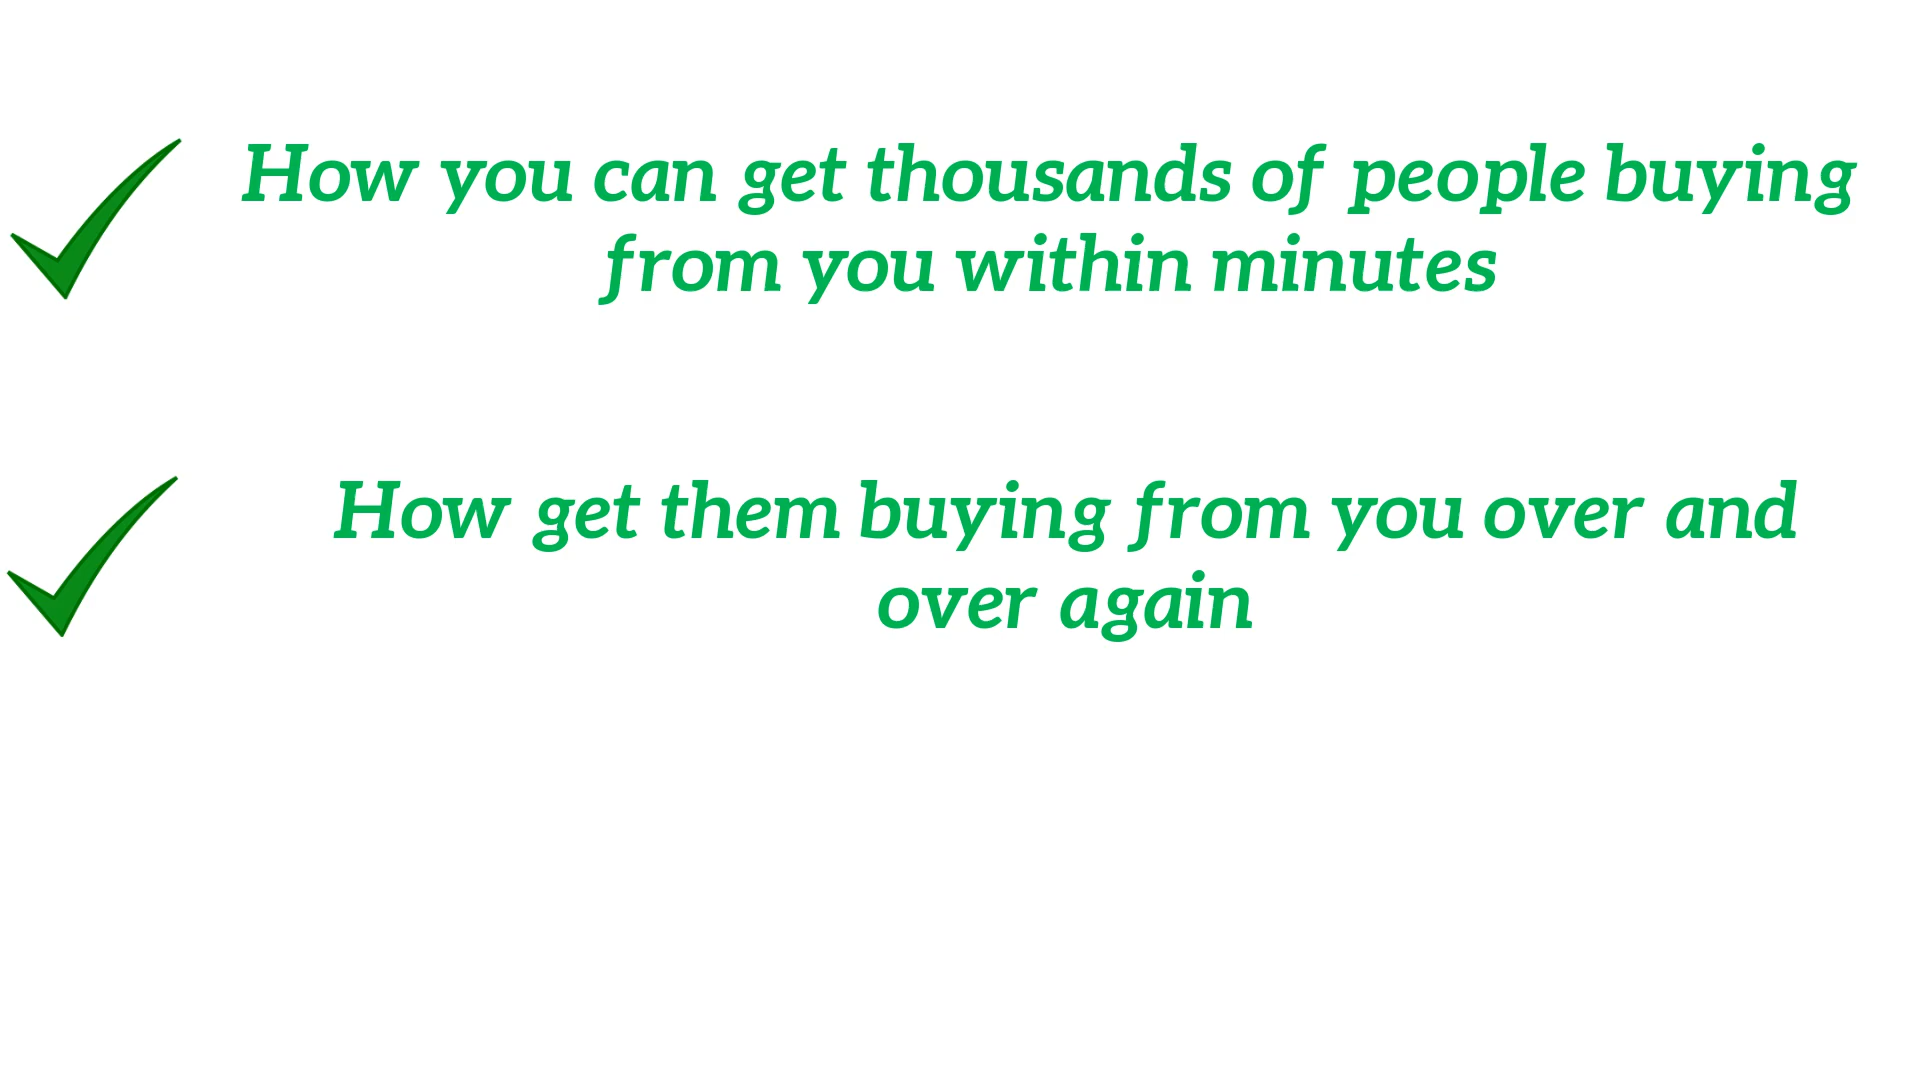 How you can get thousands of people buying
from you within minutes
How get them buying from you over and
over again